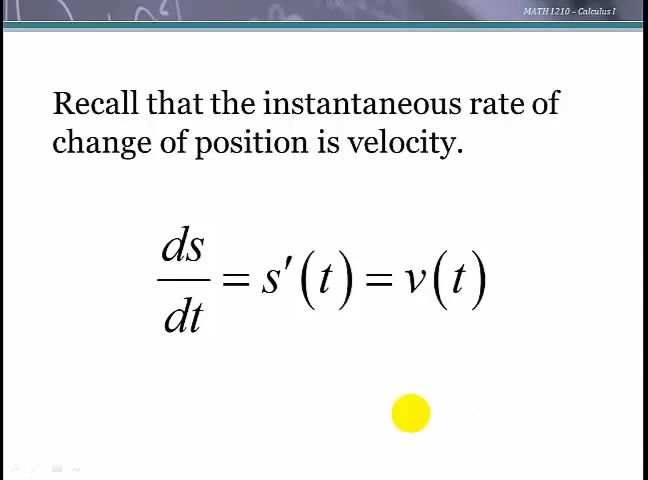 MATH 1210 – Calculus I
Recall that the instantaneous rate of
change of position is velocity.
ds/dt = s′(t) = v(t)